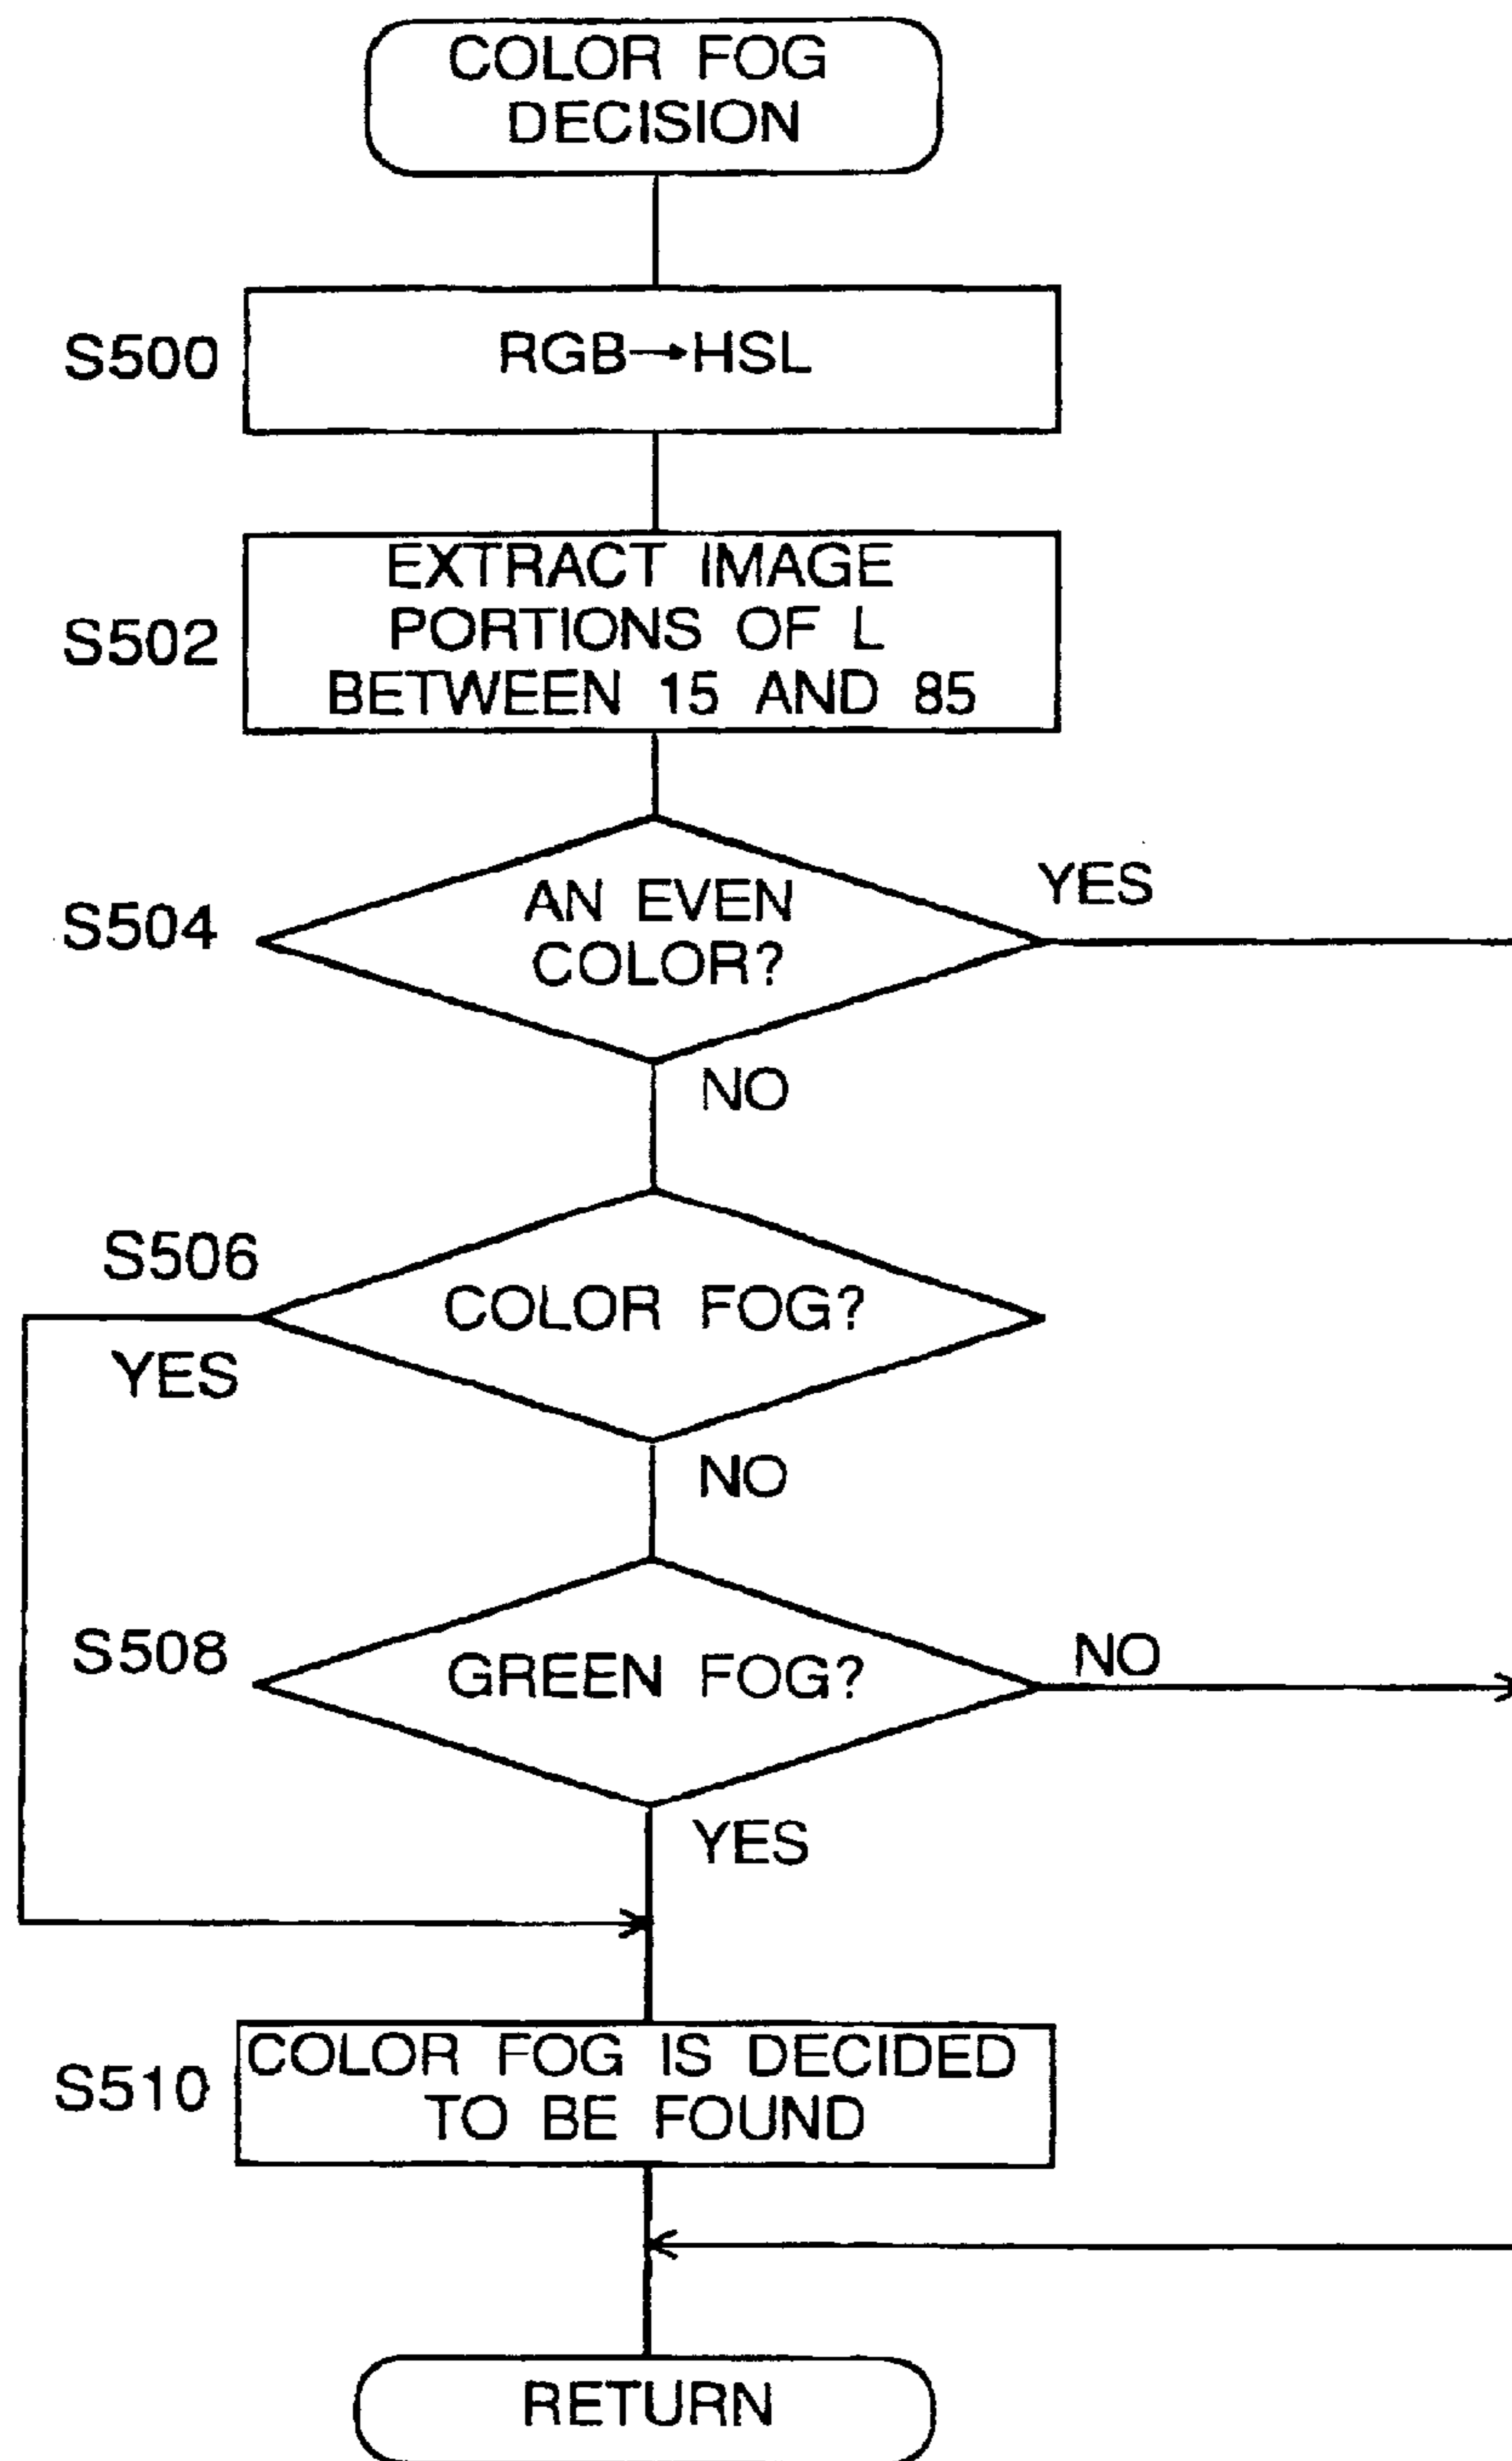 COLOR FOG
DECISION
S500
RGB→HSL
S502
EXTRACT IMAGE
PORTIONS OF L
BETWEEN 15 AND 85
S504
AN EVEN
COLOR?
YES
NO
S506
COLOR FOG?
YES
NO
S508
GREEN FOG?
NO
YES
S510
COLOR FOG IS DECIDED
TO BE FOUND
RETURN